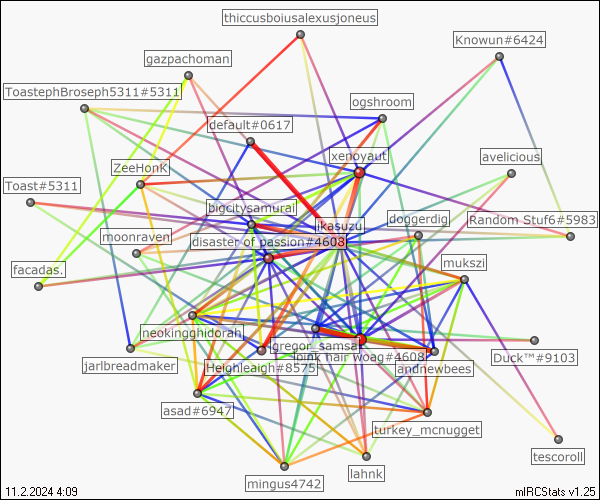 thiccusboiusalexusjoneus
Knowun#6424
gazpachoman
ToastephBroseph5311#5311
ogshroom
default#0617
xenoyaut
avelicious
ZeeHonK
Toast#5311
bigcitysamurai
ikasuzu
doggerdig
Random Stuf6#5983
moonraven
disaster of passion#4608
facadas.
mukszi
neokingghidorah
gregor_samsa
pink hair woag#4608
Duck™#9103
jarlbreadmaker
Heighleaigh#8575
andnewbees
asad#6947
turkey_mcnugget
tescoroll
lahnk
mingus4742
11.2.2024 4:09
mIRCStats v1.25